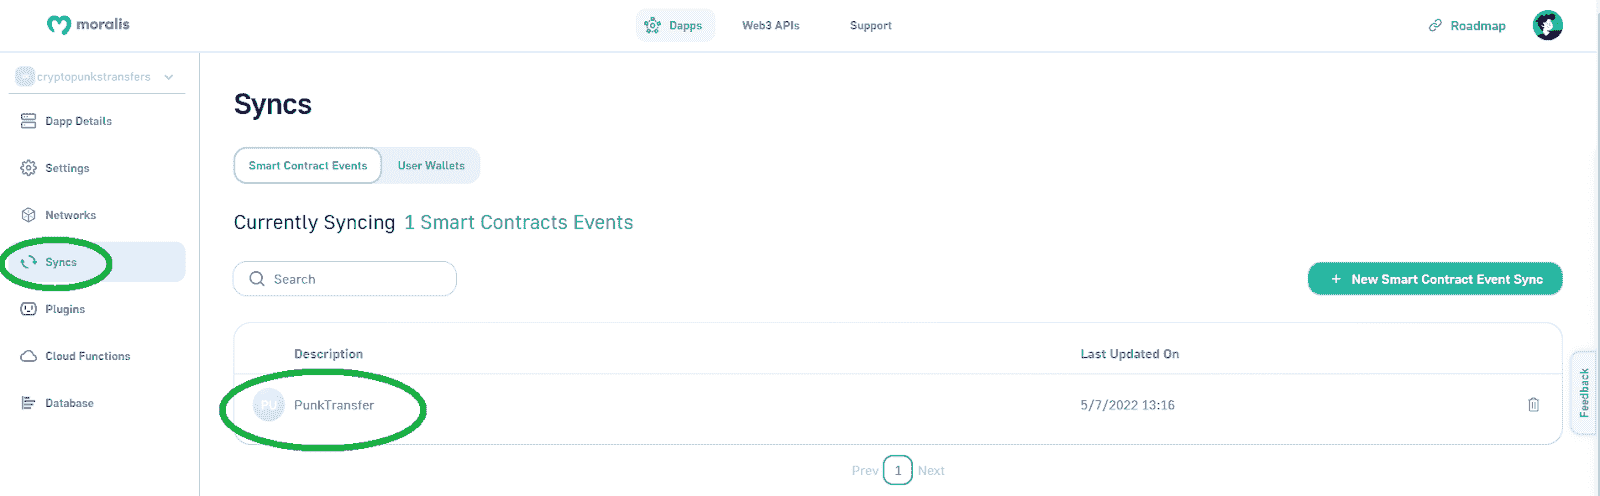 moralis
Dapps
Web3 APIs
Support
Roadmap
cryptopunkstransfers
Dapp Details
Settings
Networks
Syncs
Plugins
Cloud Functions
Database
Syncs
Smart Contract Events
User Wallets
Currently Syncing 1 Smart Contracts Events
Search
+ New Smart Contract Event Sync
Description
Last Updated On
PU PunkTransfer
5/7/2022 13:16
Prev 1 Next
Feedback